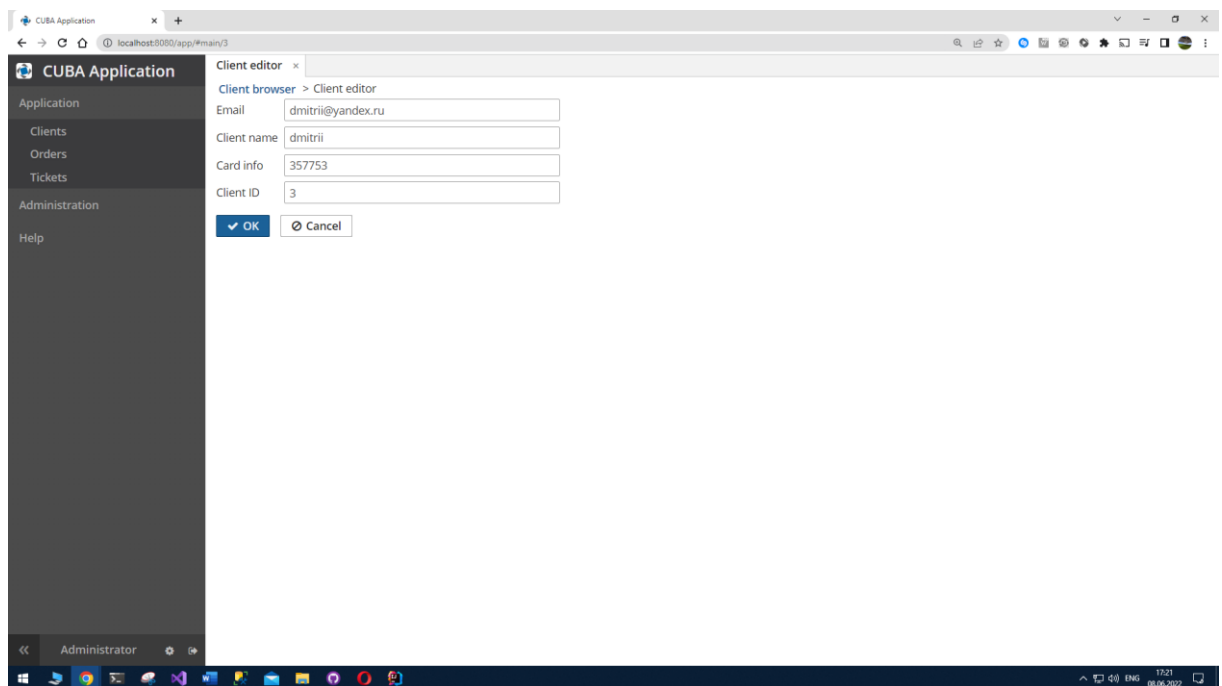 CUBA Application
localhost:8080/app/#main/3
CUBA Application
Application
Clients
Orders
Tickets
Administration
Help
Client editor
Client browser > Client editor
Email dmitrii@yandex.ru
Client name dmitrii
Card info 357753
Client ID 3
OK Cancel
Administrator
ENG
17:21
08.06.2022